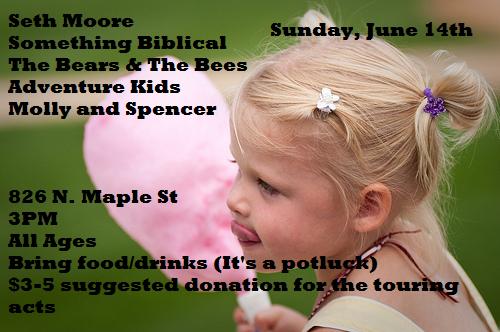 Seth Moore
Something Biblical
The Bears & The Bees
Adventure Kids
Molly and Spencer
Sunday, June 14th
826 N. Maple St
3PM
All Ages
Bring food/drinks (It's a potluck)
$3-5 suggested donation for the touring
acts